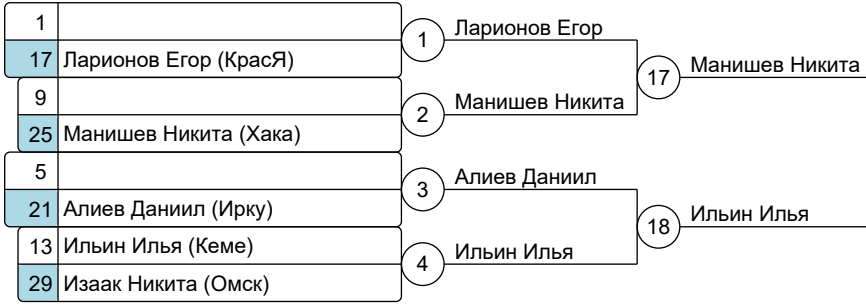 1
17 Ларионов Егор (КрасЯ)
9
25 Манишев Никита (Хака)
5
21 Алиев Даниил (Ирку)
13 Ильин Илья (Кеме)
29 Изаак Никита (Омск)
1 Ларионов Егор
2 Манишев Никита
3 Алиев Даниил
4 Ильин Илья
17 Манишев Никита
18 Ильин Илья